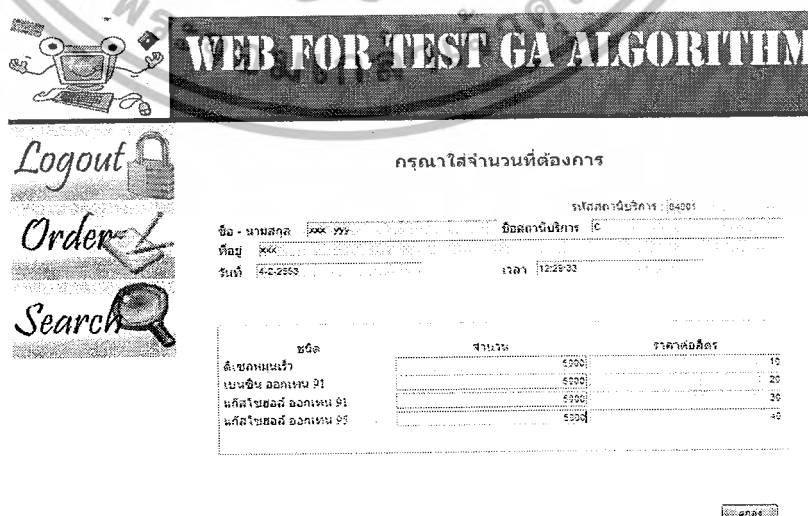 WEB FOR TEST GA ALGORITHM
Logout
Order
Search
กรุณาใส่จำนวนที่ต้องการ
รหัสสถานีบริการ : 04001
ชื่อ - นามสกุล xxx yyy ชื่อสถานีบริการ C
ที่อยู่ xxx
วันที่ 4-2-2553 เวลา 12:29:33
ชนิด จำนวน ราคาต่อลิตร
ดีเซลหมุนเร็ว 5000 10
เบนซิน ออกเทน 91 5000 20
แก๊สโซฮอล์ ออกเทน 91 5000 30
แก๊สโซฮอล์ ออกเทน 95 5000 40
ตกลง